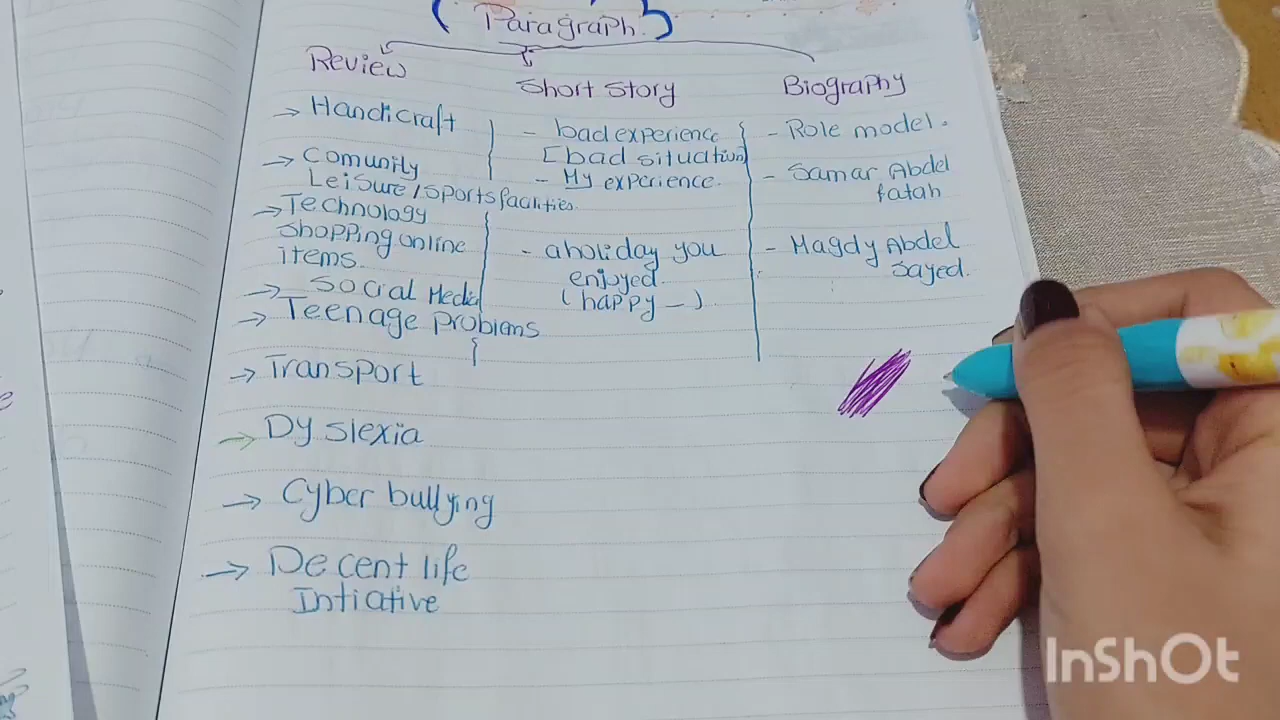 Paragraph
Review
Short Story
Biography
→ Handicraft
→ Comunity
Leisure / sports facilities.
→ Technology
Shopping online
items.
→ Social Media
→ Teenage problems
→ Transport
→ Dyslexia
→ Cyber bullying
→ Decent life
Intiative
- bad experience
[bad situation]
- My experience.
- a holiday you
enjoyed.
(happy —)
- Role model.
- Samar Abdel
fatah
- Magdy Abdel
Sayed.
InShOt